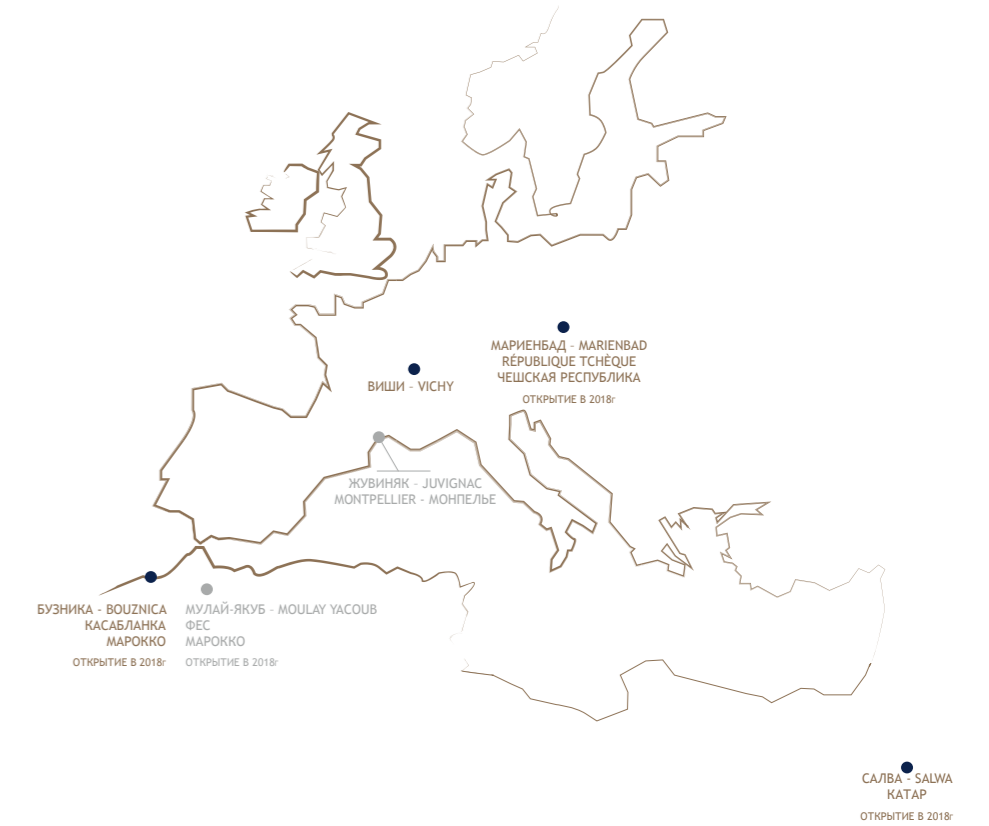 МАРИЕНБАД - MARIENBAD
RÉPUBLIQUE TCHÈQUE
ЧЕШСКАЯ РЕСПУБЛИКА
ОТКРЫТИЕ В 2018г
ВИШИ - VICHY
ЖУВИНЯК - JUVIGNAC
MONTPELLIER - МОНПЕЛЬЕ
БУЗНИКА - BOUZNICA
КАСАБЛАНКА
МАРОККО
ОТКРЫТИЕ В 2018г
МУЛАЙ-ЯКУБ - MOULAY YACOUB
ФЕС
МАРОККО
ОТКРЫТИЕ В 2018г
САЛВА - SALWA
КАТАР
ОТКРЫТИЕ В 2018г